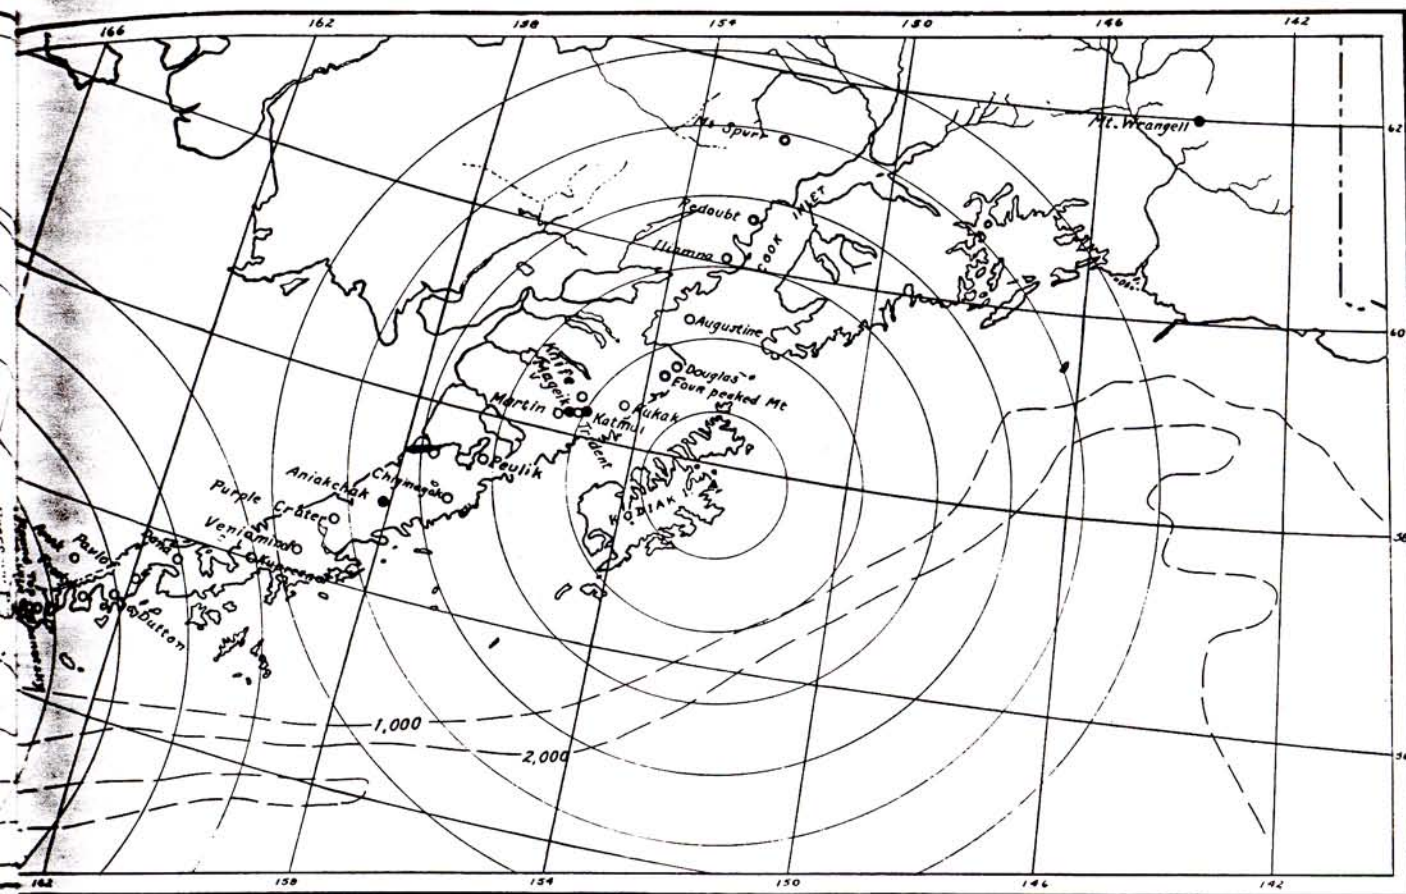 166 162 158 154 150 146 142
Mt. Spurr
Mt. Wrangell
62
Redoubt
COOK INLET
Iliamna
60
Augustine
Knife
Mageik
Douglas
Four peaked Mt
Martin
Katmai
Kukak
Trident
Peulik
Aniakchak
Chiginagak
Purple
Crater
KODIAK I
Veniaminof
58
Pavlof
Dana
Kupreanof
Dutton
1,000
2,000
56
162 158 154 150 146 142